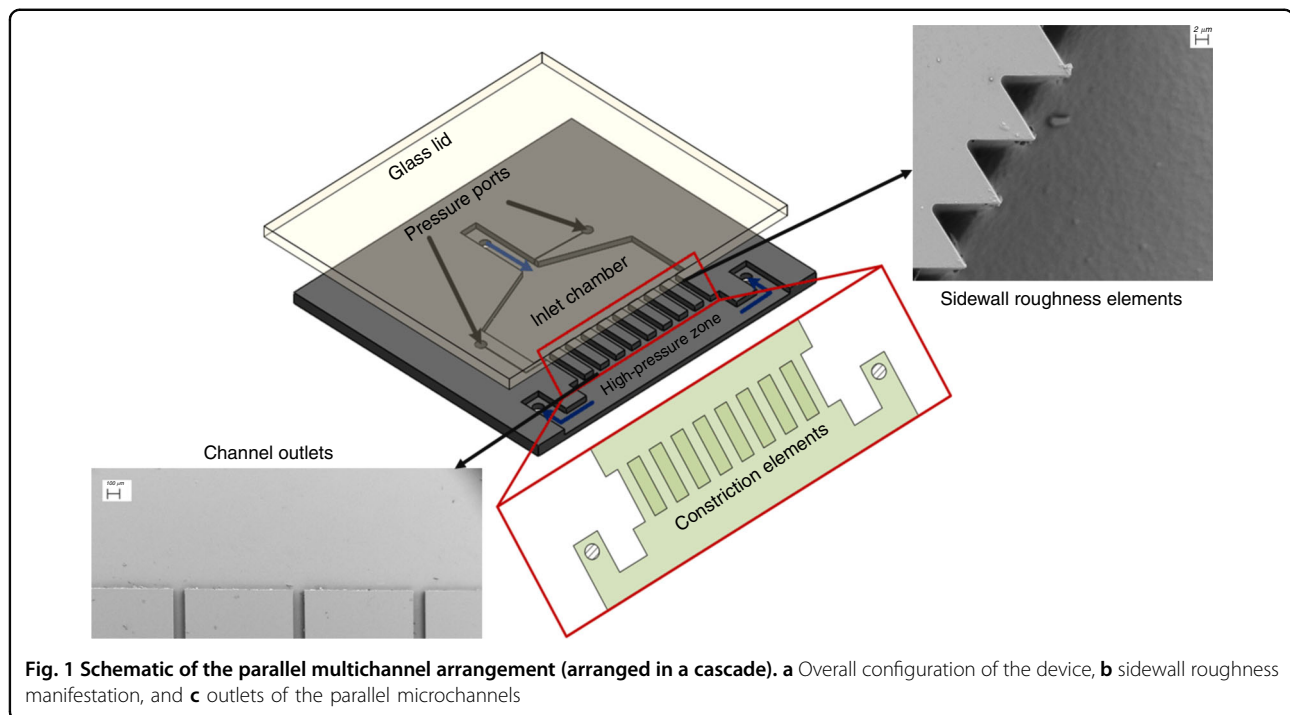 2 μm
Glass lid
Pressure ports
Inlet chamber
High-pressure zone
Sidewall roughness elements
Constriction elements
Channel outlets
100 μm
Fig. 1 Schematic of the parallel multichannel arrangement (arranged in a cascade). a Overall configuration of the device, b sidewall roughness
manifestation, and c outlets of the parallel microchannels